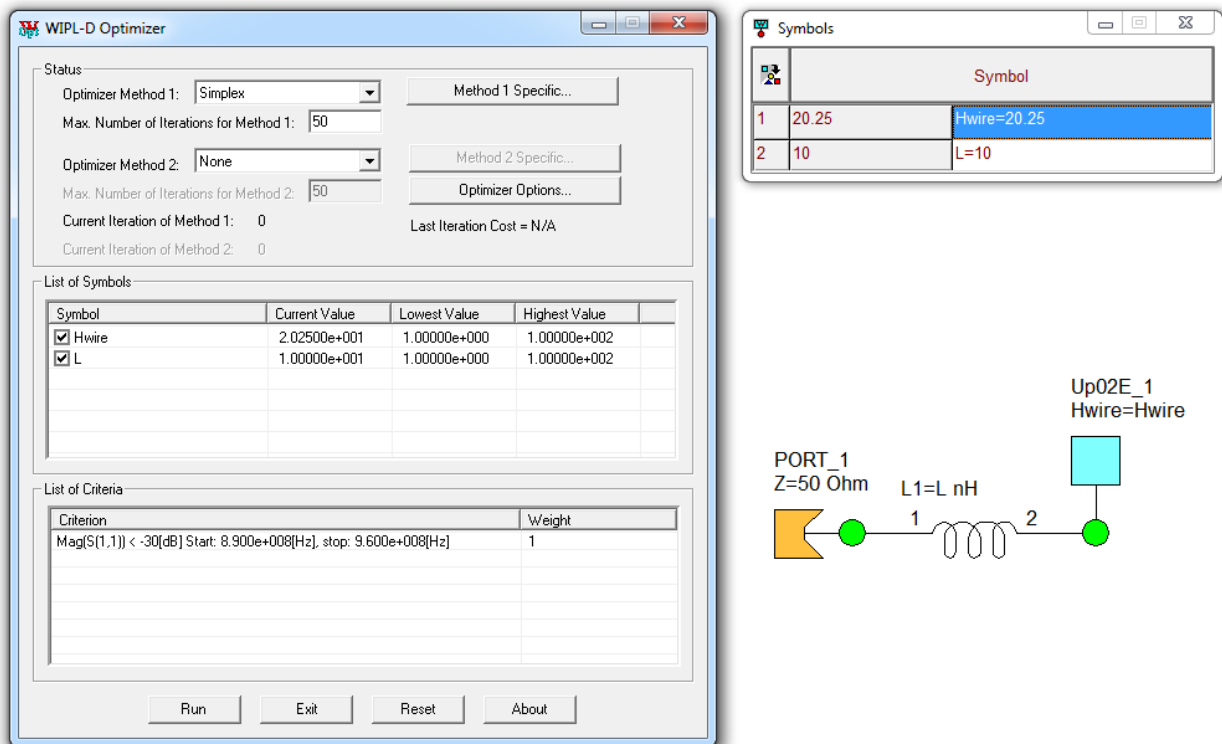 WIPL-D Optimizer
Status
Optimizer Method 1: Simplex
Method 1 Specific...
Max. Number of Iterations for Method 1: 50
Optimizer Method 2: None
Method 2 Specific...
Max. Number of Iterations for Method 2: 50
Optimizer Options...
Current Iteration of Method 1: 0
Last Iteration Cost = N/A
Current Iteration of Method 2: 0
List of Symbols
Symbol Current Value Lowest Value Highest Value
Hwire 2.02500e+001 1.00000e+000 1.00000e+002
L 1.00000e+001 1.00000e+000 1.00000e+002
List of Criteria
Criterion Weight
Mag(S(1,1)) < -30[dB] Start: 8.900e+008[Hz], stop: 9.600e+008[Hz] 1
Run Exit Reset About
Symbols
Symbol
1 20.25 Hwire=20.25
2 10 L=10
Up02E_1
Hwire=Hwire
PORT_1
Z=50 Ohm
L1=L nH
1 2